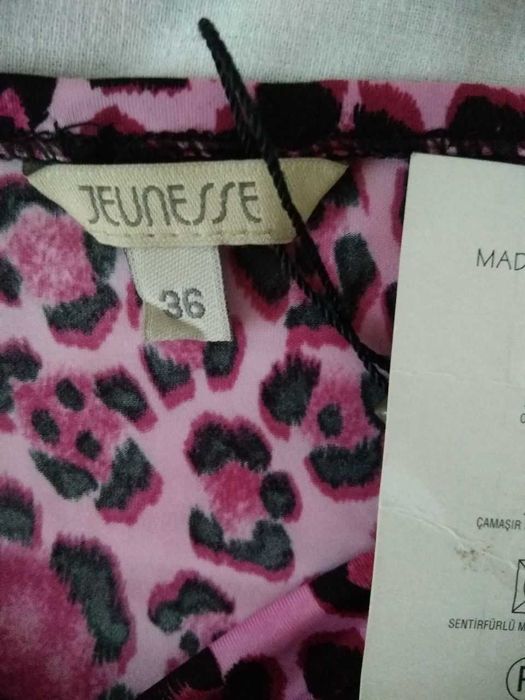 JEUNESSE
36
MAD
ÇAMAŞIR
SENTİRFÜRLÜ M